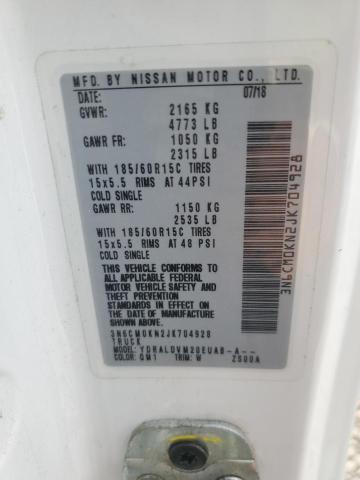 MFD. BY NISSAN MOTOR CO., LTD.
DATE: 07/18
GVWR: 2165 KG
4773 LB
GAWR FR: 1050 KG
2315 LB
WITH 185/60R15C TIRES
15x5.5 RIMS AT 44PSI
COLD SINGLE
GAWR RR: 1150 KG
2535 LB
WITH 185/60R15C TIRES
15x5.5 RIMS AT 48 PSI
COLD SINGLE
THIS VEHICLE CONFORMS TO
ALL APPLICABLE FEDERAL
MOTOR VEHICLE SAFETY
STANDARDS IN EFFECT ON
THE DATE OF MANUFACTURE
SHOWN ABOVE.
3N6CM0KN2JK704928
TRUCK
MODEL: YDRALDVM20EUAB-A--
COLOR: QM1 TRIM: W Z500A
3N6CM0KN2JK704928